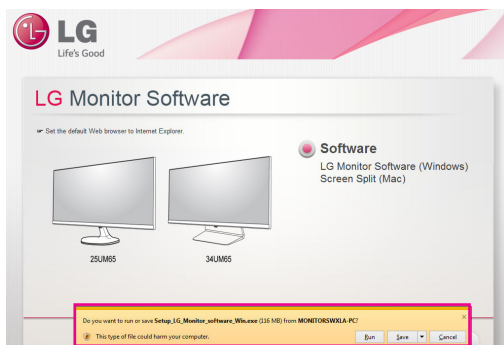 LG
Life's Good
LG Monitor Software
☞ Set the default Web browser to Internet Explorer.
Software
LG Monitor Software (Windows)
Screen Split (Mac)
25UM65
34UM65
Do you want to run or save Setup_LG_Monitor_software_Win.exe (116 MB) from MONITORSWXLA-PC?
This type of file could harm your computer.
Run
Save
Cancel